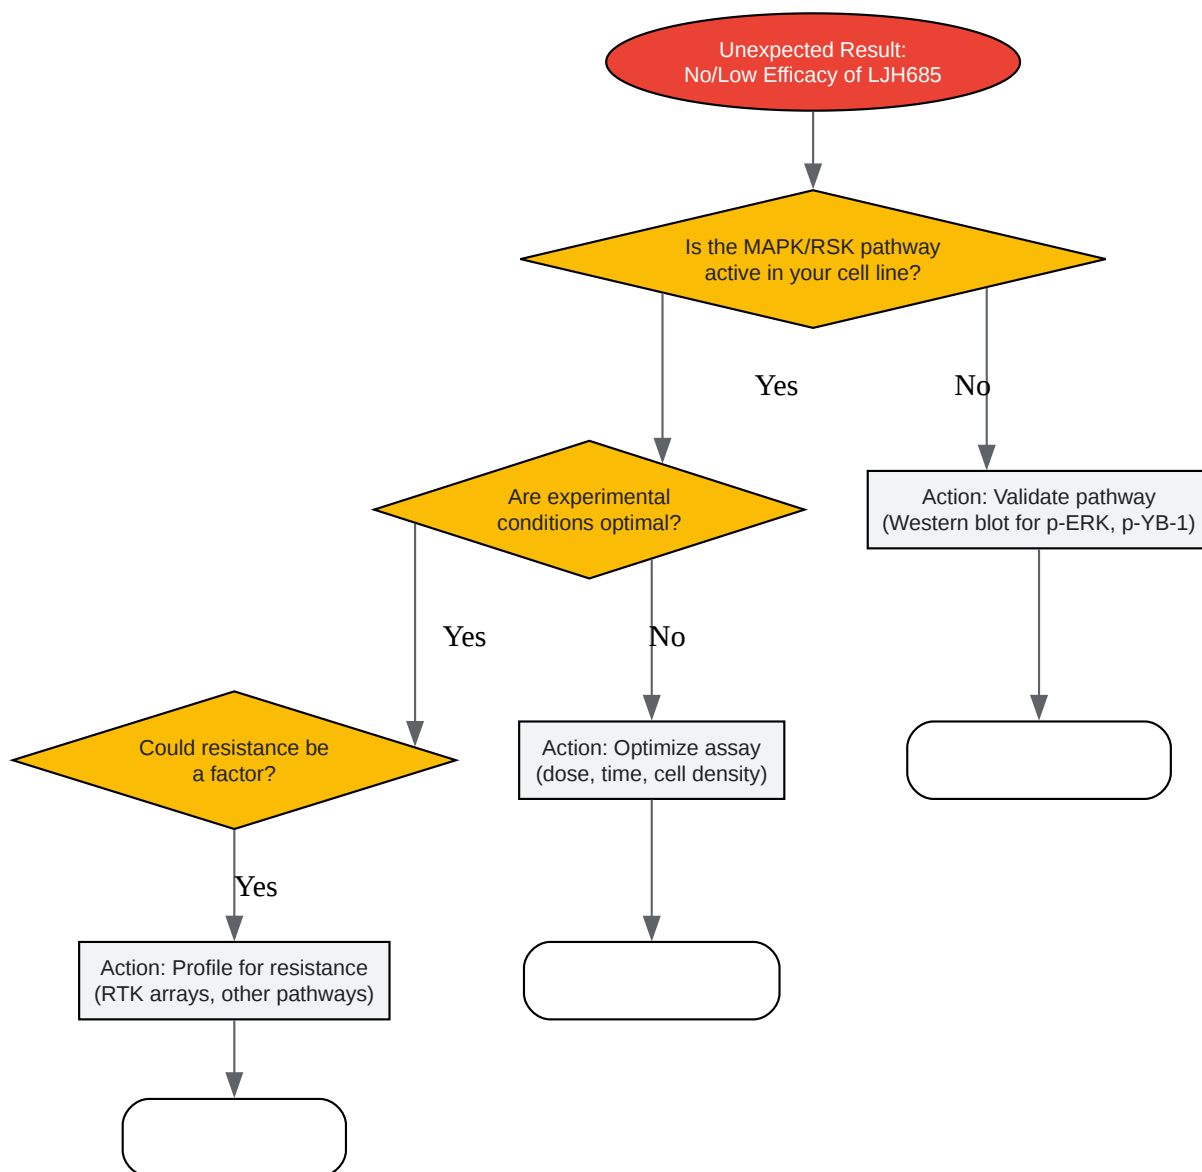 Unexpected Result:
No/Low Efficacy of LJH685
Is the MAPK/RSK pathway
active in your cell line?
Yes
No
Are experimental
conditions optimal?
Action: Validate pathway
(Western blot for p-ERK, p-YB-1)
Yes
No
Could resistance be
a factor?
Action: Optimize assay
(dose, time, cell density)
Yes
Action: Profile for resistance
(RTK arrays, other pathways)